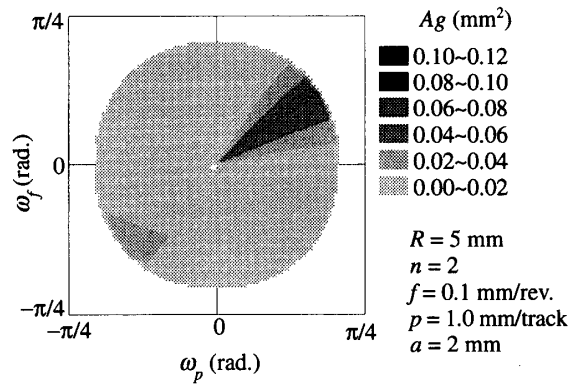 π/4
0
−π/4
ω_f (rad.)
−π/4
0
π/4
ω_p (rad.)
Ag (mm²)
0.10~0.12
0.08~0.10
0.06~0.08
0.04~0.06
0.02~0.04
0.00~0.02
R = 5 mm
n = 2
f = 0.1 mm/rev.
p = 1.0 mm/track
a = 2 mm